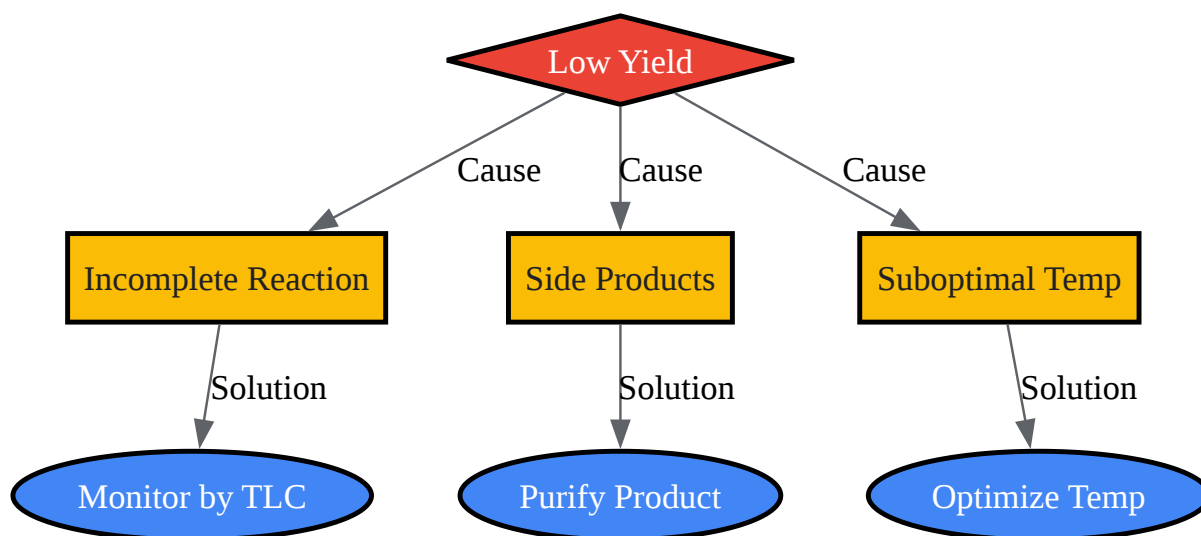 Low Yield
Cause
Cause
Cause
Incomplete Reaction
Side Products
Suboptimal Temp
Solution
Solution
Solution
Monitor by TLC
Purify Product
Optimize Temp